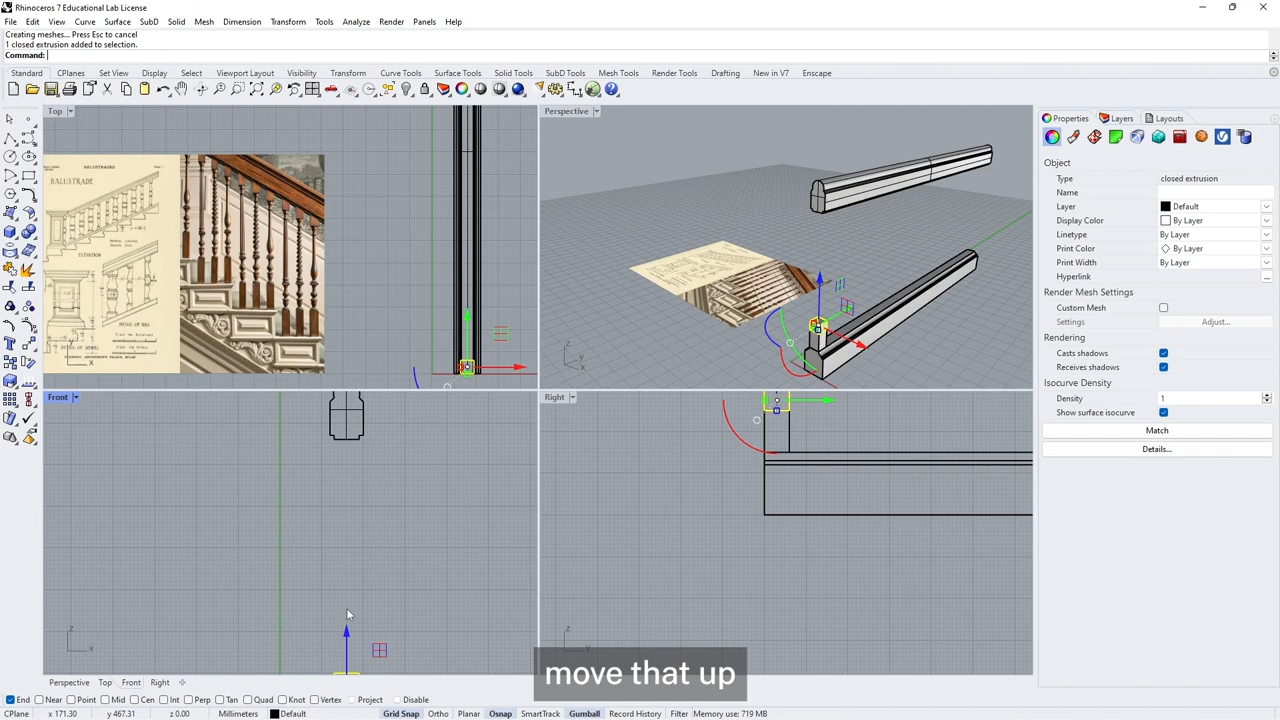 Rhinoceros 7 Educational Lab License
File Edit View Curve Surface SubD Solid Mesh Dimension Transform Tools Analyze Render Panels Help
Creating meshes... Press Esc to cancel
1 closed extrusion added to selection.
Command:
Standard CPlanes Set View Display Select Viewport Layout Visibility Transform Curve Tools Surface Tools Solid Tools SubD Tools Mesh Tools Render Tools Drafting New in V7 Enscape
Top
Perspective
Properties Layers Layouts
BALUSTRADES
BALUSTRADE
ELEVATION
Object
Type closed extrusion
Name
Layer Default
Display Color By Layer
Linetype By Layer
Print Color By Layer
Print Width By Layer
Hyperlink ...
Render Mesh Settings
Custom Mesh
Settings Adjust...
Rendering
Casts shadows
Receives shadows
Isocurve Density
Density 1
Show surface isocurve
Match
Details...
y
x
z
y
x
Front
Right
z
x
z
y
move that up
Perspective Top Front Right
End Near Point Mid Cen Int Perp Tan Quad Knot Vertex Project Disable
CPlane x 171.30 y 467.31 z 0.00 Millimeters Default Grid Snap Ortho Planar Osnap SmartTrack Gumball Record History Filter Memory use: 719 MB